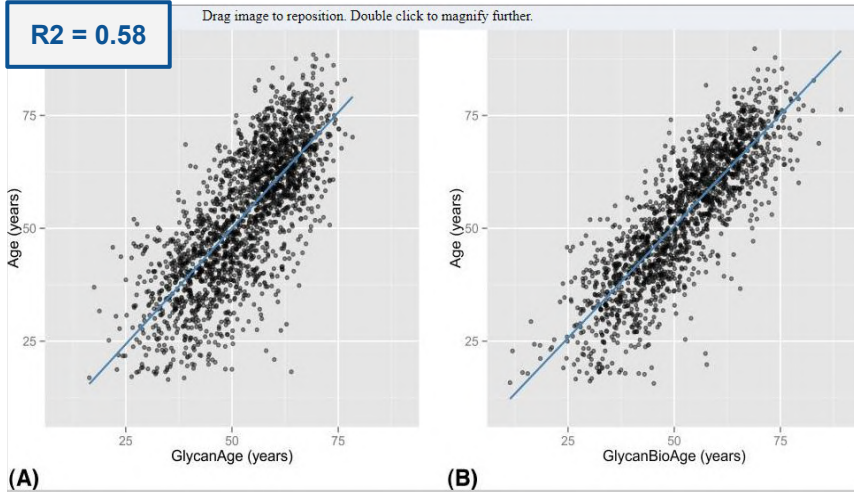 R2 = 0.58
Drag image to reposition. Double click to magnify further.
75
50
25
Age (years)
25 50 75
GlycanAge (years)
(A)
75
50
25
Age (years)
25 50 75
GlycanBioAge (years)
(B)